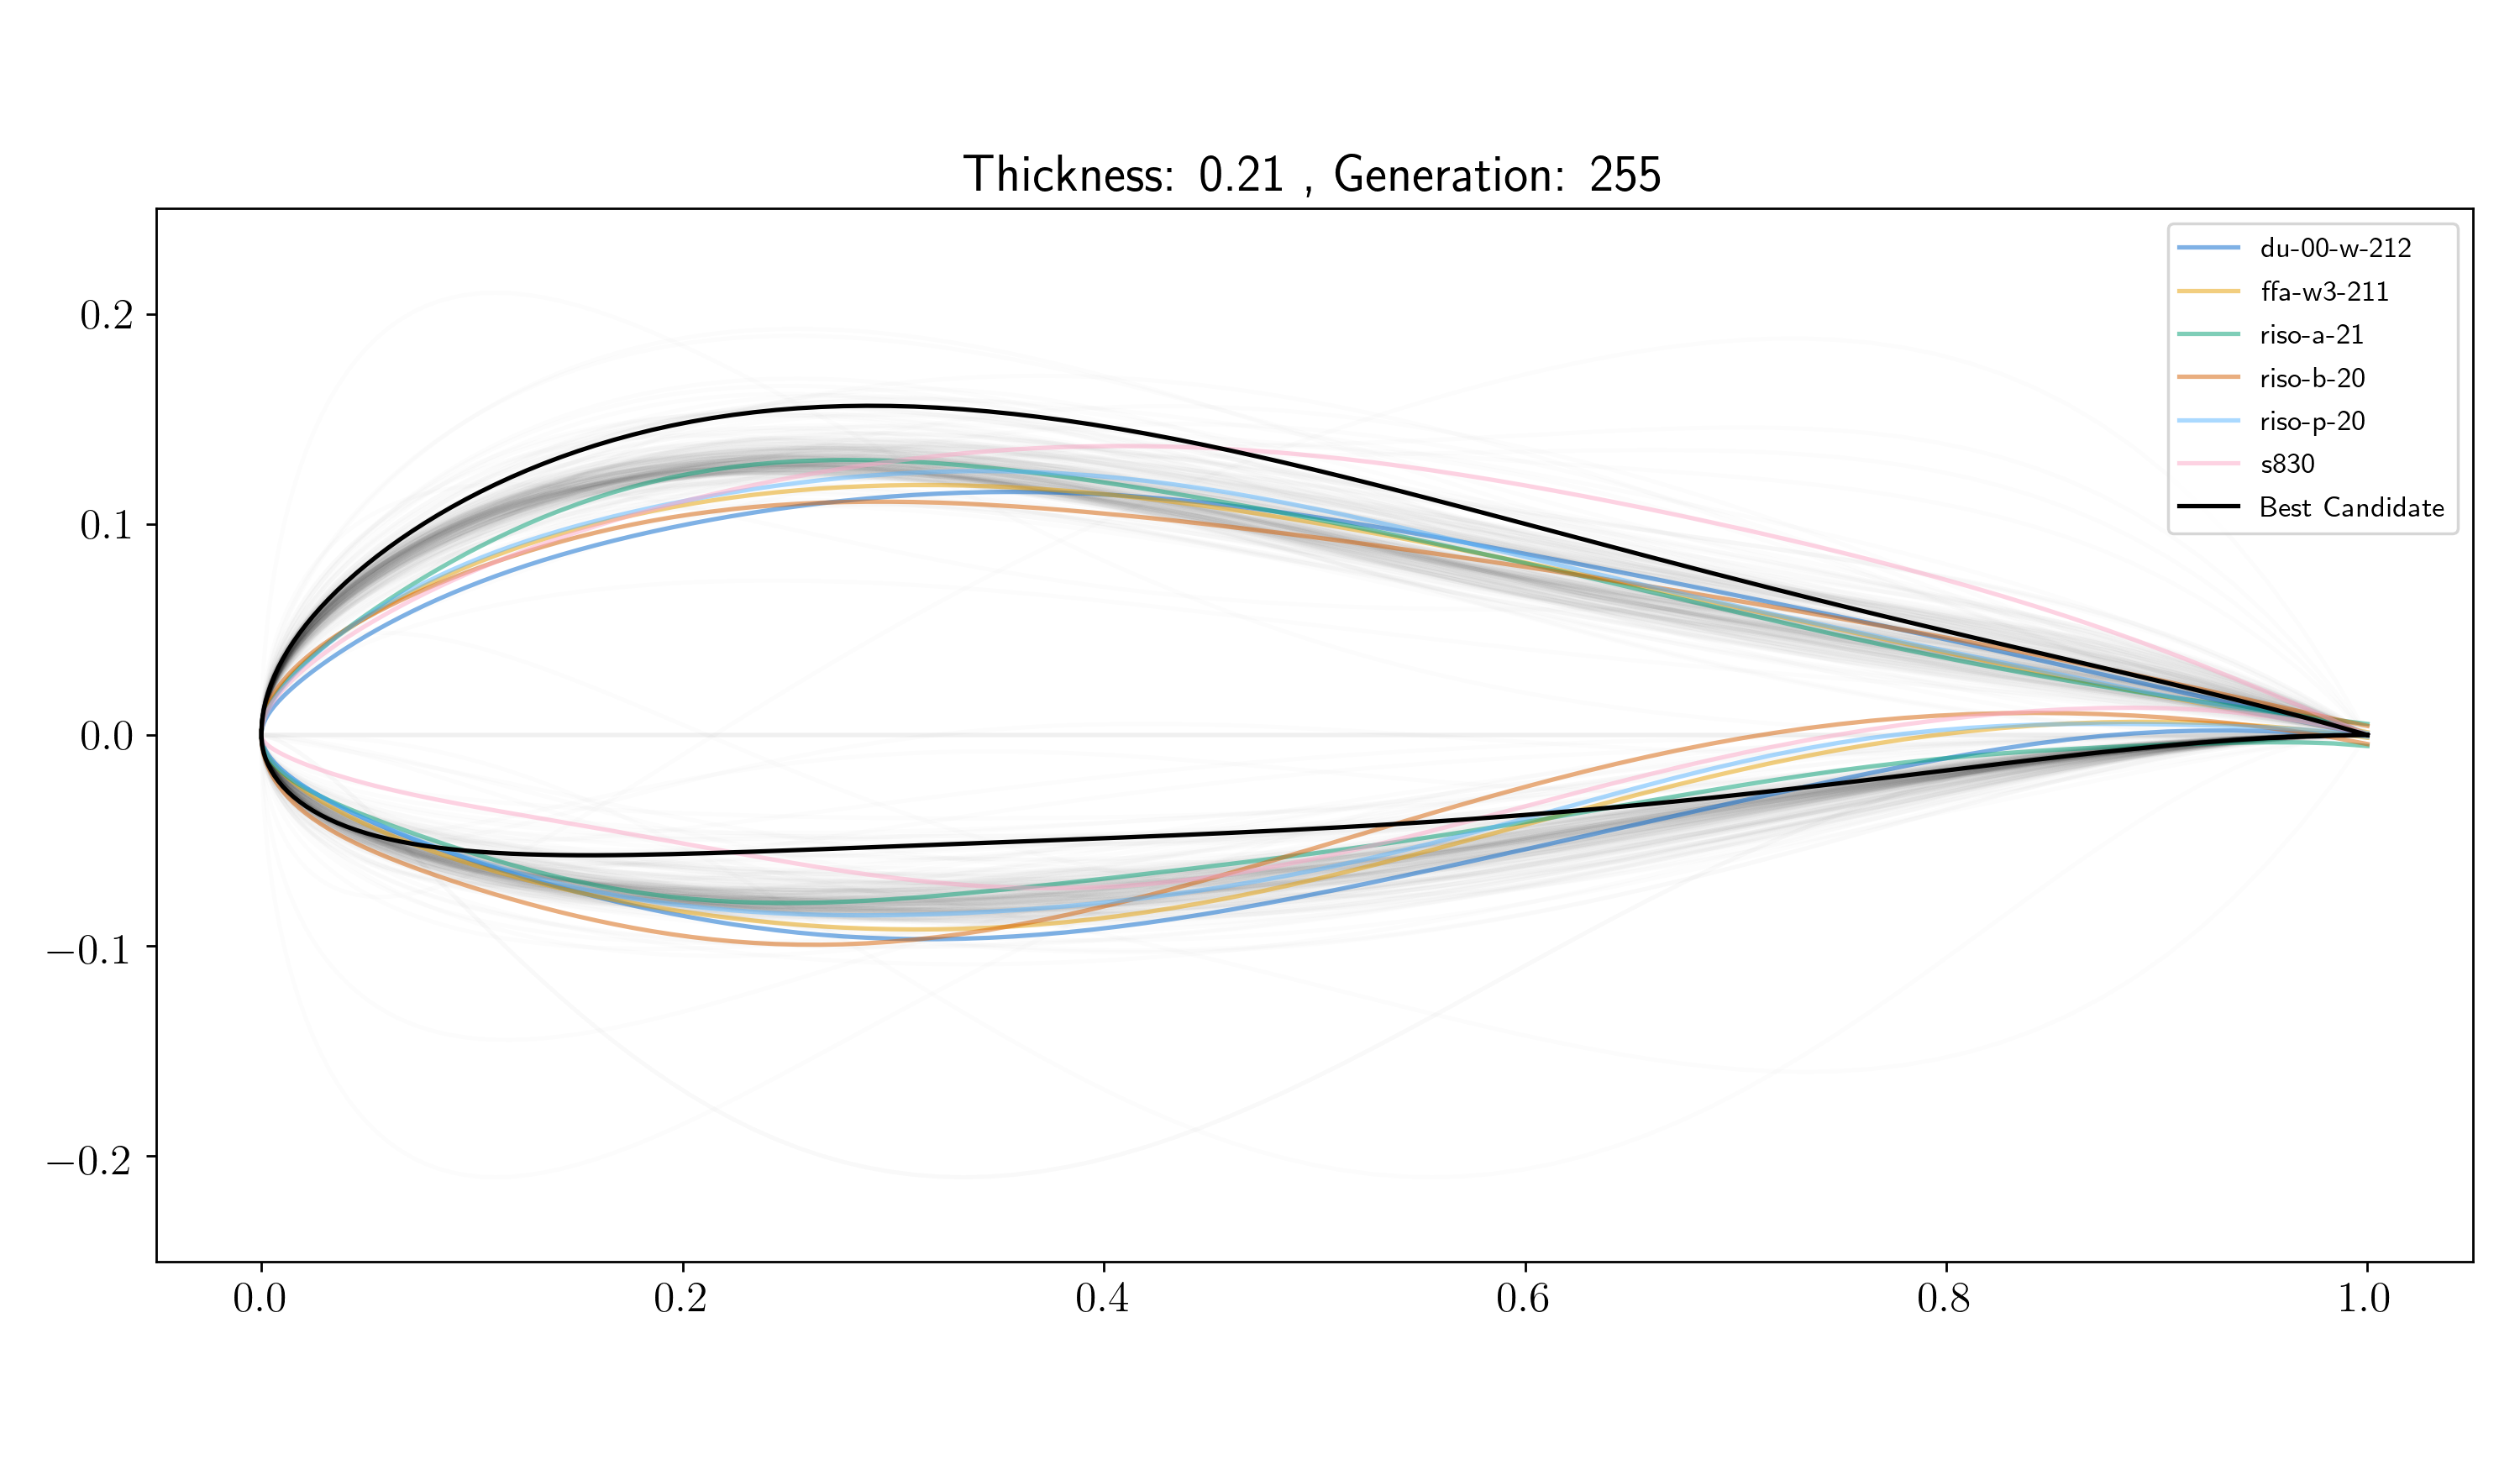 Thickness: 0.21 , Generation: 255
du-00-w-212
ffa-w3-211
riso-a-21
riso-b-20
riso-p-20
s830
Best Candidate
0.2
0.1
0.0
−0.1
−0.2
0.0 0.2 0.4 0.6 0.8 1.0